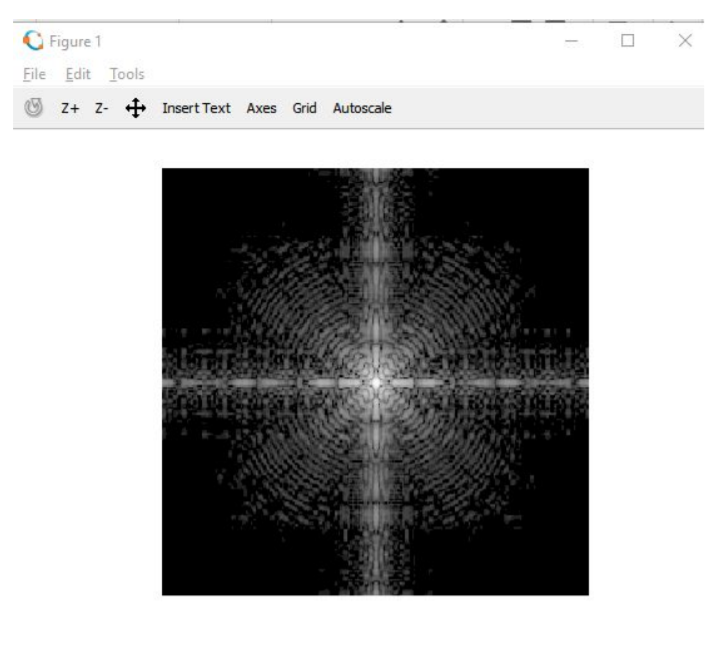 Figure 1
File Edit Tools
Z+ Z- Insert Text Axes Grid Autoscale